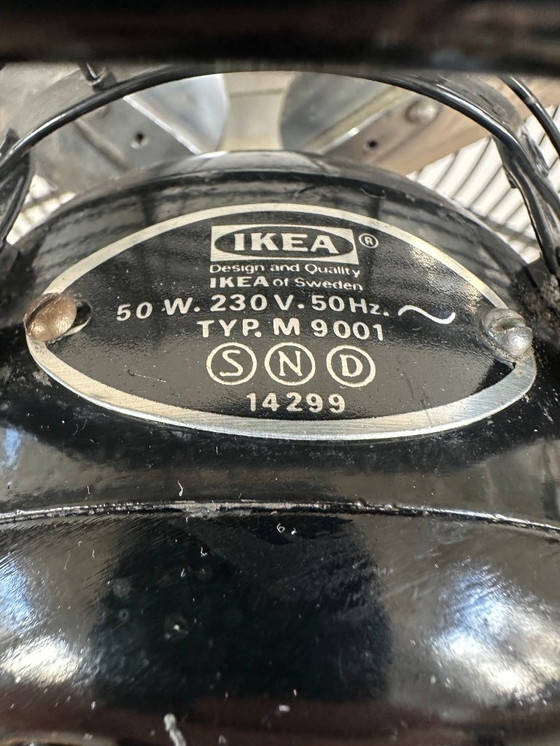 IKEA®
Design and Quality
IKEA of Sweden
50 W. 230 V. 50 Hz. ~
TYP. M 9001
S N D
14299